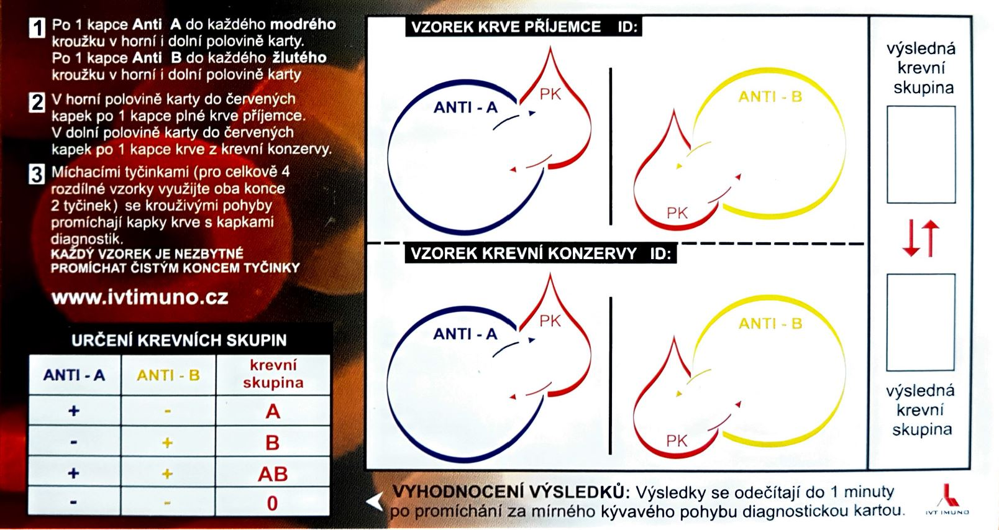 1 Po 1 kapce Anti A do každého modrého
kroužku v horní i dolní polovině karty.
Po 1 kapce Anti B do každého žlutého
kroužku v horní i dolní polovině karty
2 V horní polovině karty do červených
kapek po 1 kapce plné krve příjemce.
V dolní polovině karty do červených
kapek po 1 kapce krve z krevní konzervy.
3 Míchacími tyčinkami (pro celkově 4
rozdílné vzorky využijte oba konce
2 tyčinek) se krouživými pohyby
promíchají kapky krve s kapkami
diagnostik.
KAŽDÝ VZOREK JE NEZBYTNÉ
PROMÍCHAT ČISTÝM KONCEM TYČINKY
www.ivtimuno.cz
URČENÍ KREVNÍCH SKUPIN
ANTI - A ANTI - B krevní
skupina
+ - A
- + B
+ + AB
- - 0
VZOREK KRVE PŘÍJEMCE ID:
ANTI - A
PK
ANTI - B
PK
VZOREK KREVNÍ KONZERVY ID:
ANTI - A
PK
ANTI - B
PK
výsledná
krevní
skupina
výsledná
krevní
skupina
VYHODNOCENÍ VÝSLEDKŮ: Výsledky se odečítají do 1 minuty
po promíchání za mírného kývavého pohybu diagnostickou kartou.
IVT IMUNO